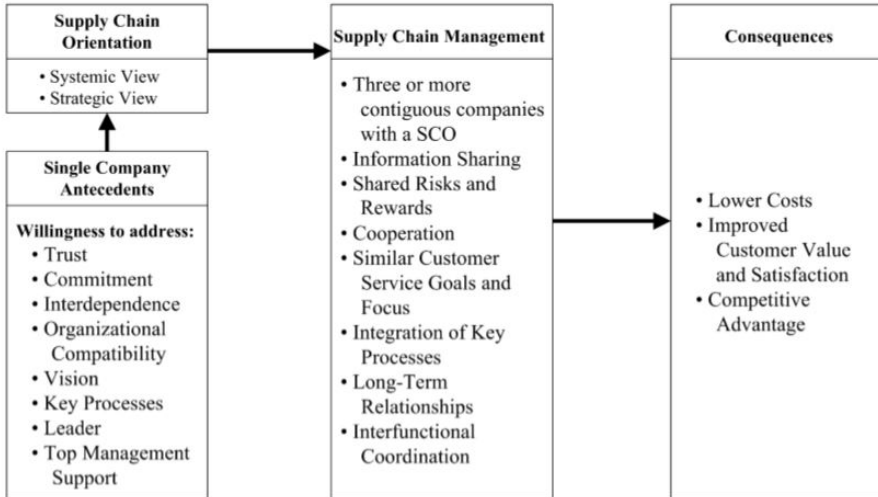 Supply Chain
Orientation
• Systemic View
• Strategic View
Single Company
Antecedents
Willingness to address:
• Trust
• Commitment
• Interdependence
• Organizational
Compatibility
• Vision
• Key Processes
• Leader
• Top Management
Support
Supply Chain Management
• Three or more
contiguous companies
with a SCO
• Information Sharing
• Shared Risks and
Rewards
• Cooperation
• Similar Customer
Service Goals and
Focus
• Integration of Key
Processes
• Long-Term
Relationships
• Interfunctional
Coordination
Consequences
• Lower Costs
• Improved
Customer Value
and Satisfaction
• Competitive
Advantage